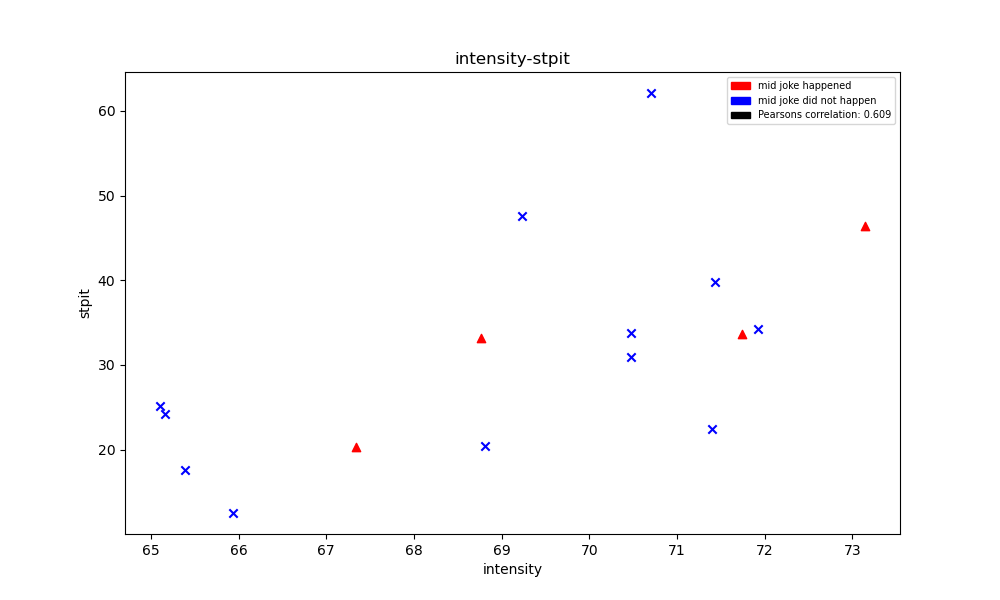 intensity-stpit
mid joke happened
mid joke did not happen
Pearsons correlation: 0.609
60
50
40
30
20
stpit
65 66 67 68 69 70 71 72 73
intensity